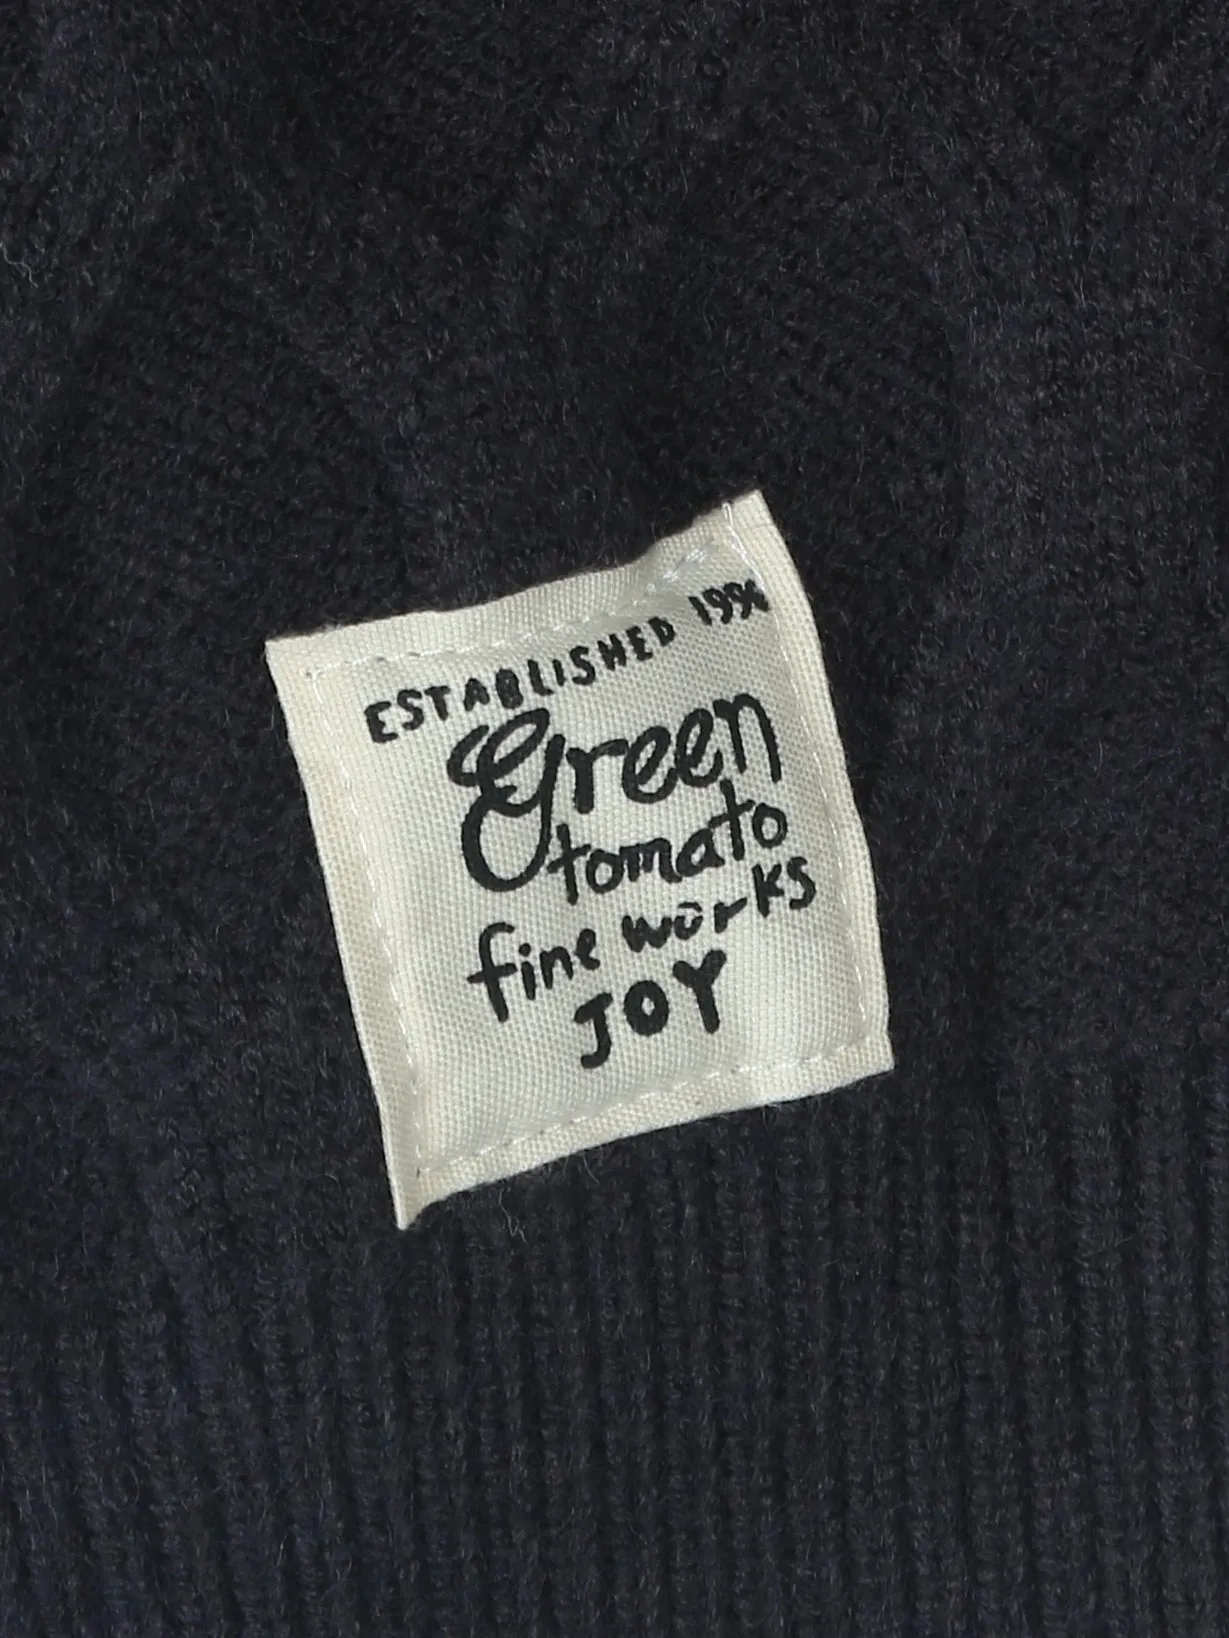 ESTABLISHED 1996
Green
tomato
fine works
JOY